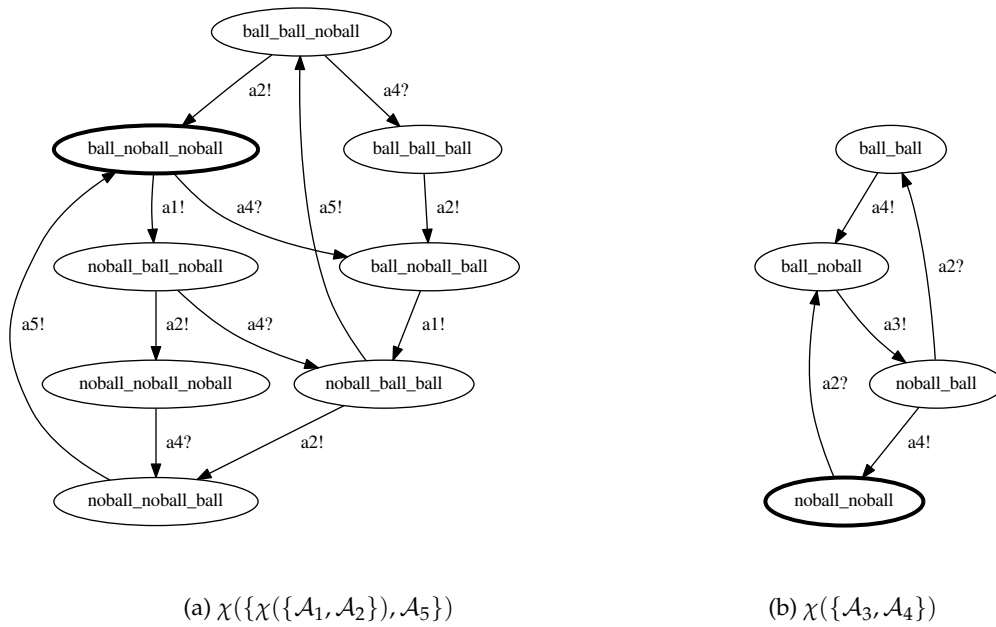 ball_ball_noball
a2!
a4?
ball_noball_noball
ball_ball_ball
ball_ball
a1!
a4?
a5!
a2!
a4!
noball_ball_noball
ball_noball_ball
ball_noball
a2?
a5!
a2!
a4?
a1!
a3!
noball_noball_noball
noball_ball_ball
a2?
noball_ball
a4?
a2!
a4!
noball_noball_ball
noball_noball
(a) χ({χ({𝒜₁, 𝒜₂}), 𝒜₅})
(b) χ({𝒜₃, 𝒜₄})